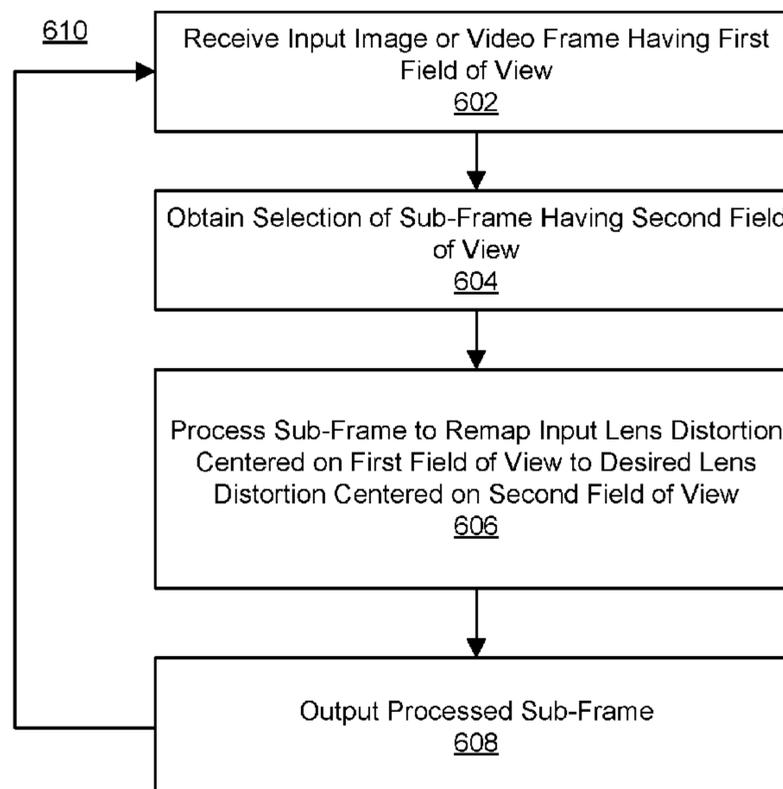 610
Receive Input Image or Video Frame Having First
Field of View
602
Obtain Selection of Sub-Frame Having Second Field
of View
604
Process Sub-Frame to Remap Input Lens Distortion
Centered on First Field of View to Desired Lens
Distortion Centered on Second Field of View
606
Output Processed Sub-Frame
608